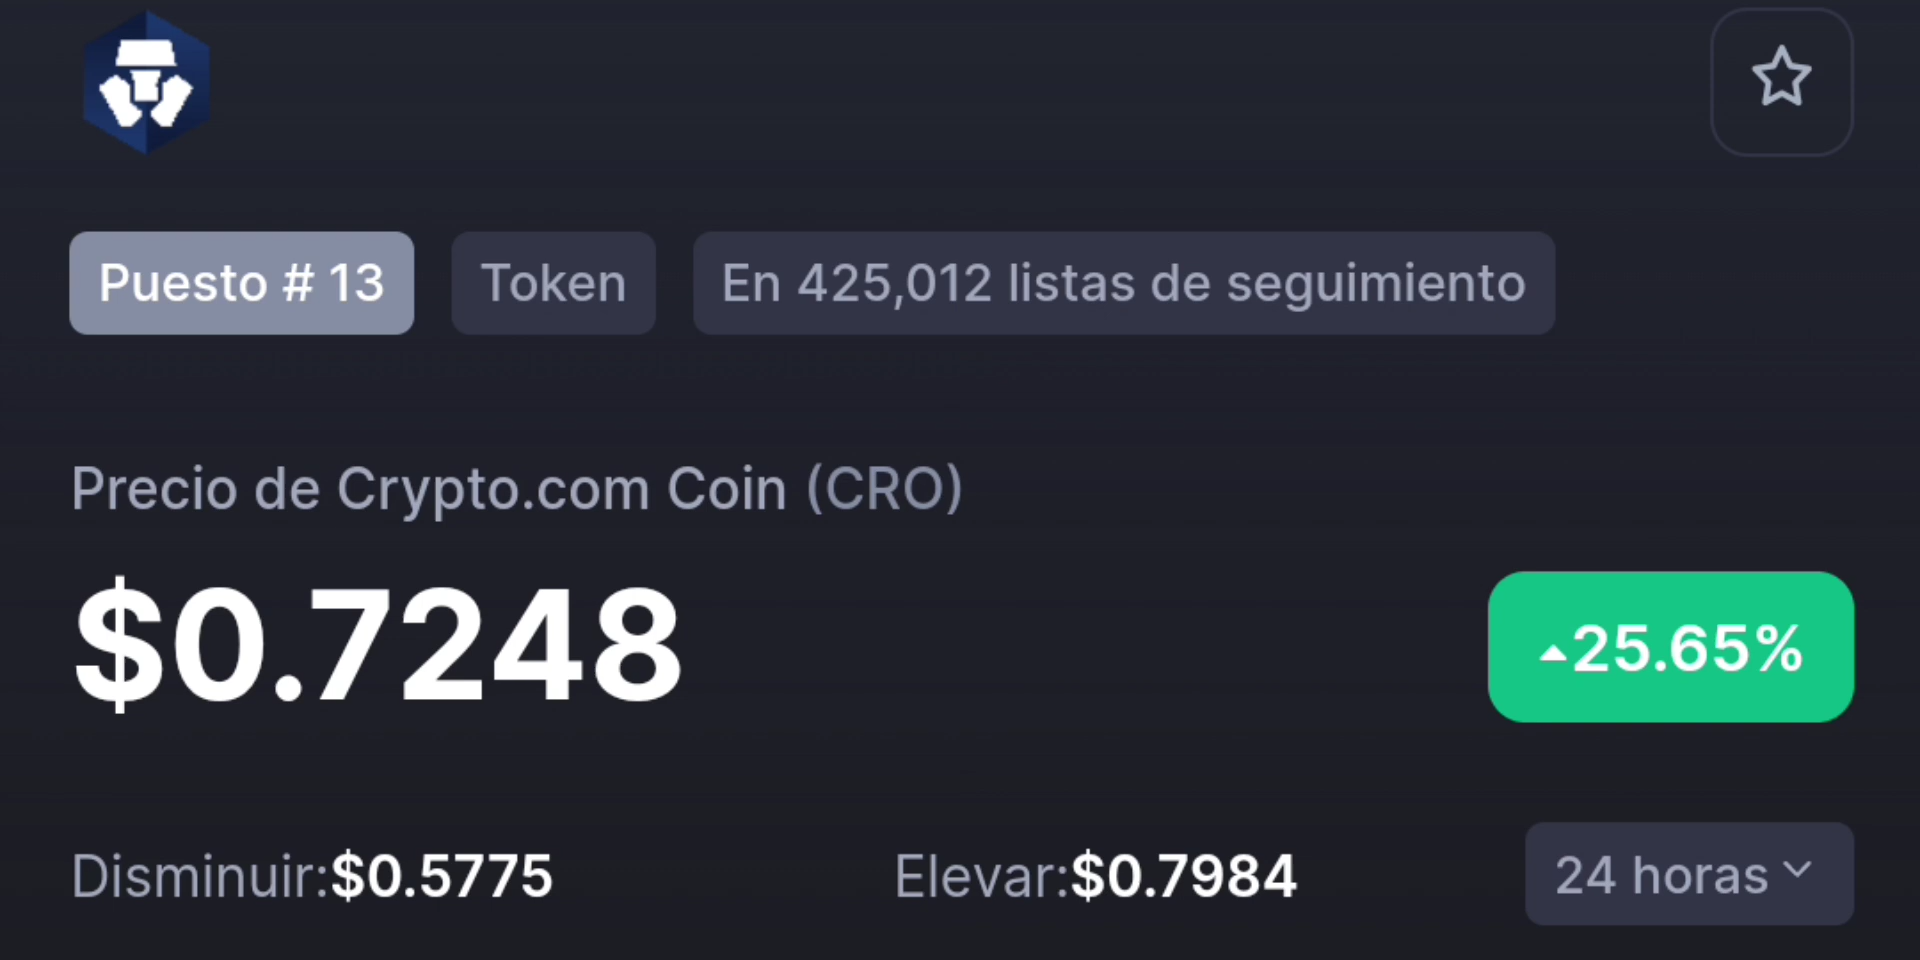 Puesto # 13 Token En 425,012 listas de seguimiento
Precio de Crypto.com Coin (CRO)
$0.7248 25.65%
Disminuir:$0.5775 Elevar:$0.7984 24 horas